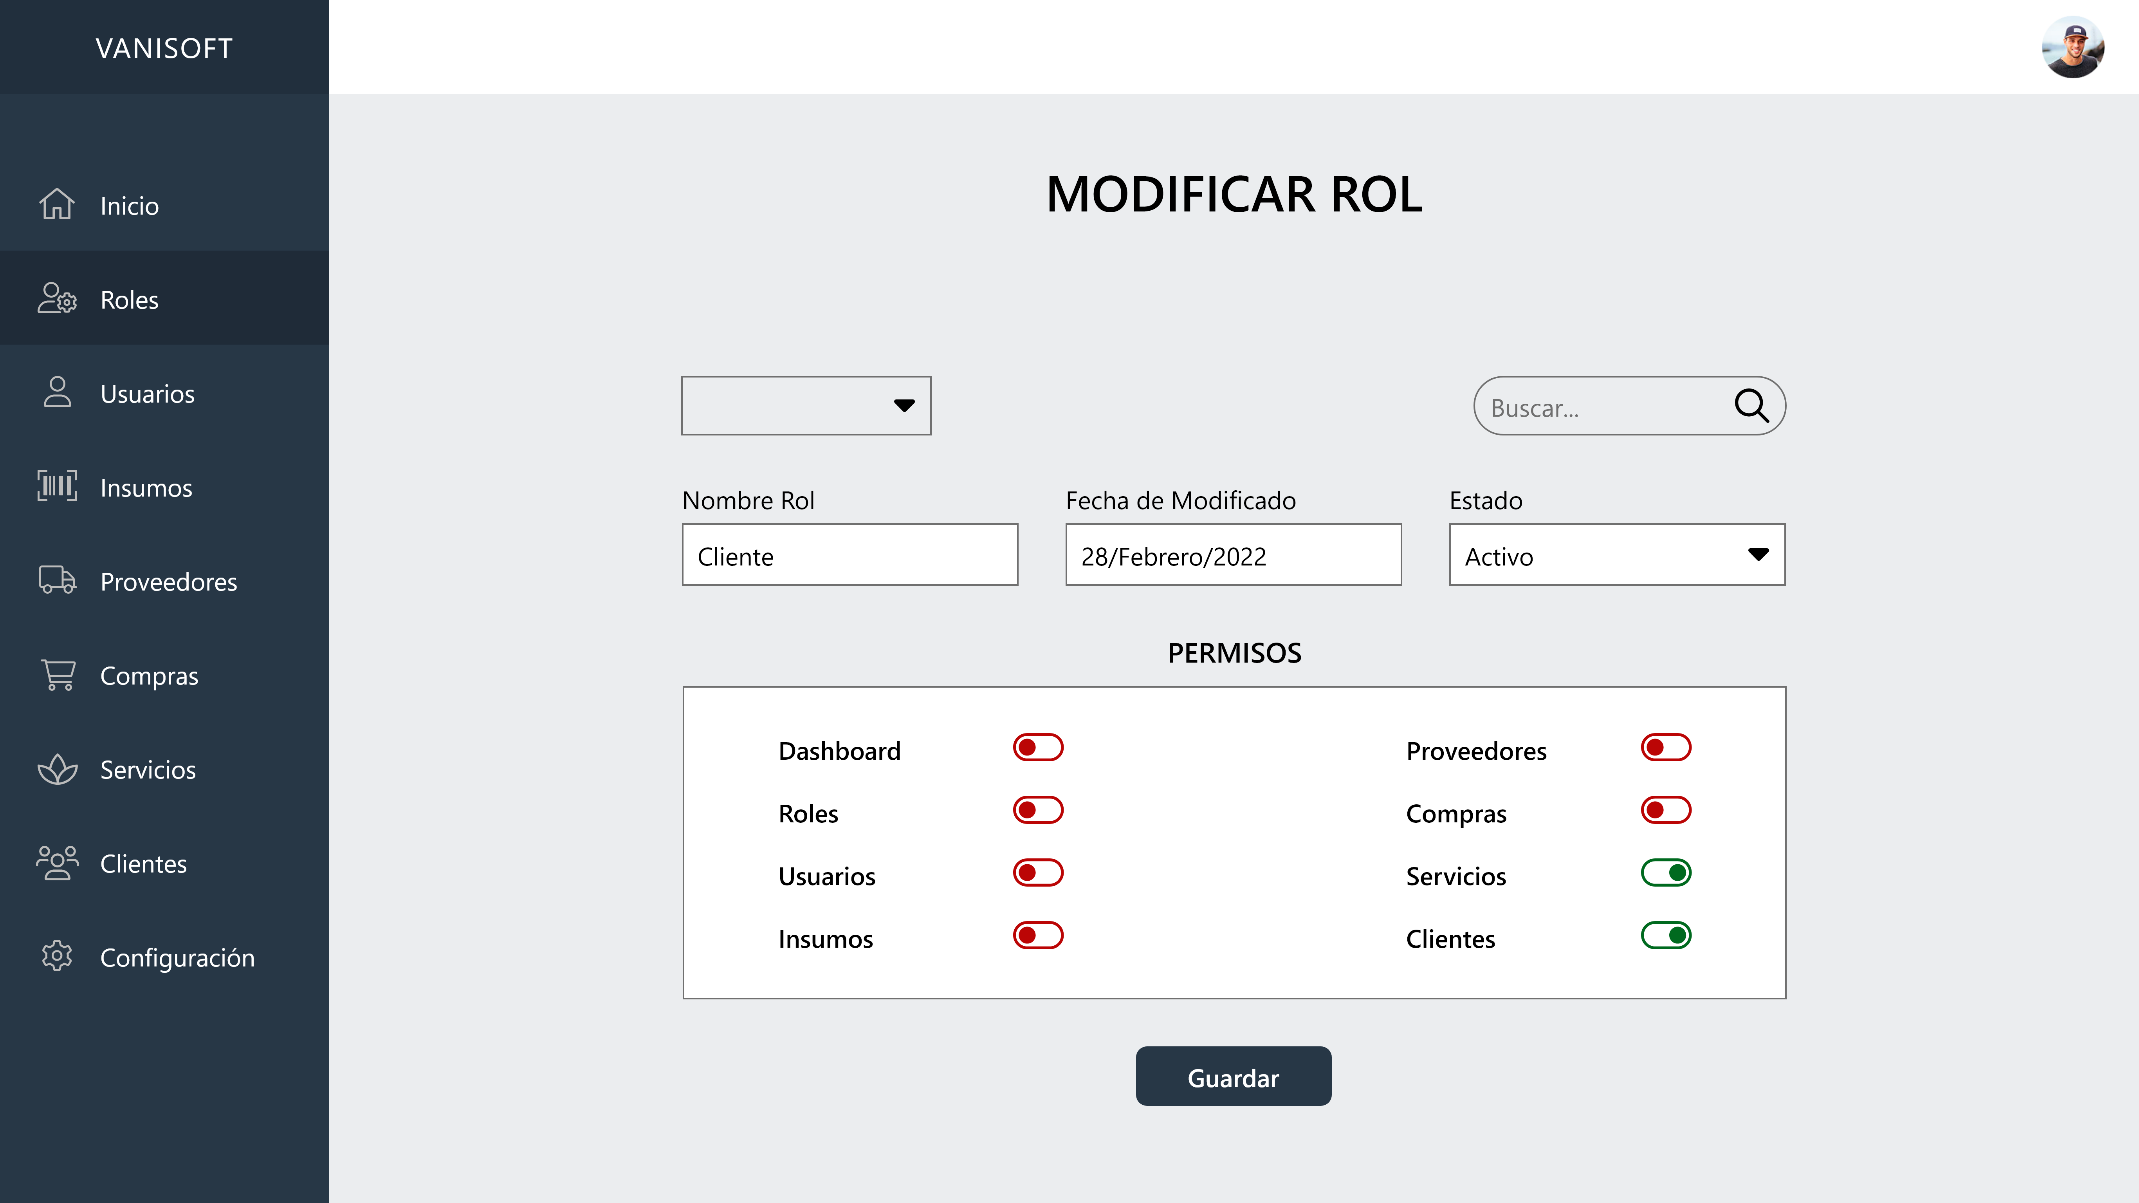 VANISOFT
Inicio
Roles
Usuarios
Insumos
Proveedores
Compras
Servicios
Clientes
Configuración
MODIFICAR ROL
Buscar...
Nombre Rol
Cliente
Fecha de Modificado
28/Febrero/2022
Estado
Activo
PERMISOS
Dashboard
Roles
Usuarios
Insumos
Proveedores
Compras
Servicios
Clientes
Guardar